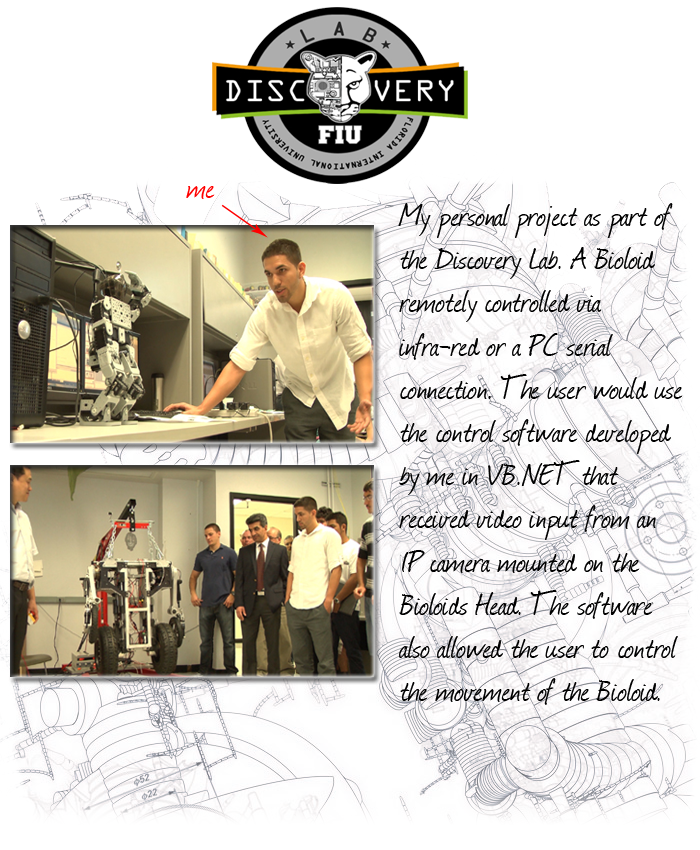 LAB
DISCOVERY
FIU
FLORIDA INTERNATIONAL UNIVERSITY
me
My personal project as part of
the Discovery Lab. A Bioloid
remotely controlled via
infra-red or a PC serial
connection. The user would use
the control software developed
by me in VB.NET that
received video input from an
IP camera mounted on the
Bioloids Head. The software
also allowed the user to control
the movement of the Bioloid.
ϕ52
ϕ22